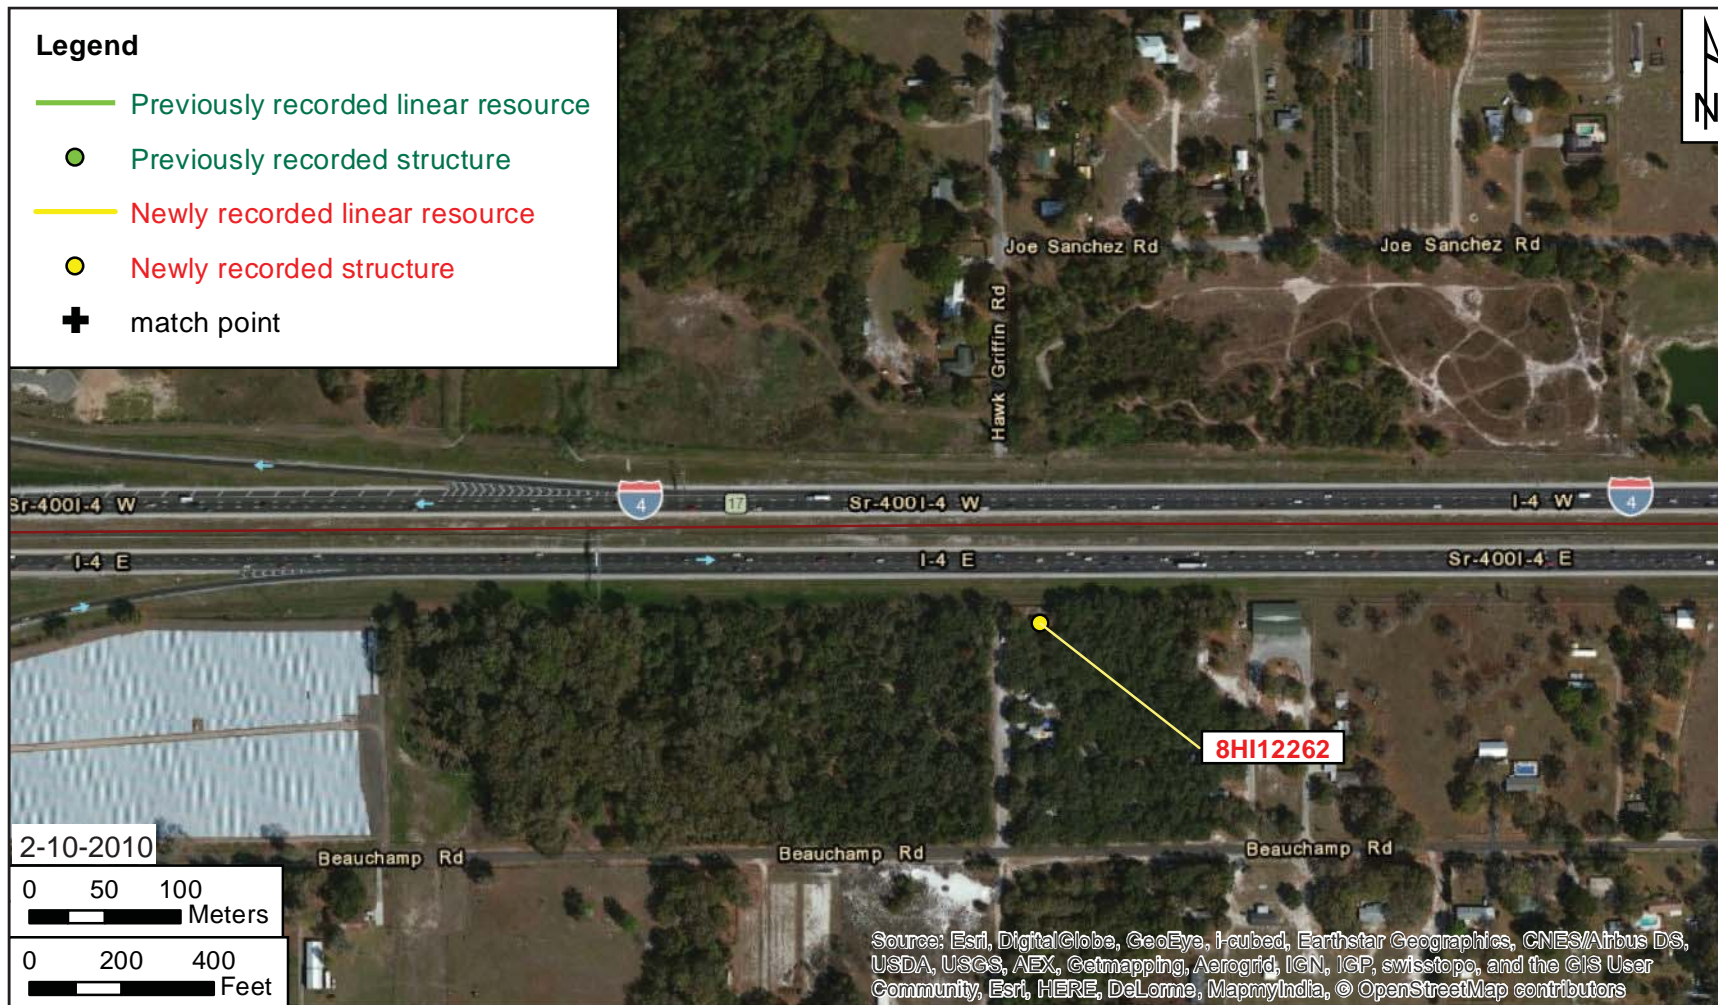 Legend
Previously recorded linear resource
Previously recorded structure
Newly recorded linear resource
Newly recorded structure
match point
N
Joe Sanchez Rd
Joe Sanchez Rd
Hawk Griffin Rd
4
17
Sr-400I-4 W
Sr-400I-4 W
I-4 W
4
I-4 E
I-4 E
Sr-400I-4 E
8HI12262
2-10-2010
Beauchamp Rd
Beauchamp Rd
Beauchamp Rd
0 50 100
Meters
0 200 400
Feet
Source: Esri, DigitalGlobe, GeoEye, i-cubed, Earthstar Geographics, CNES/Airbus DS,
USDA, USGS, AEX, Getmapping, Aerogrid, IGN, IGP, swisstopo, and the GIS User
Community, Esri, HERE, DeLorme, MapmyIndia, © OpenStreetMap contributors